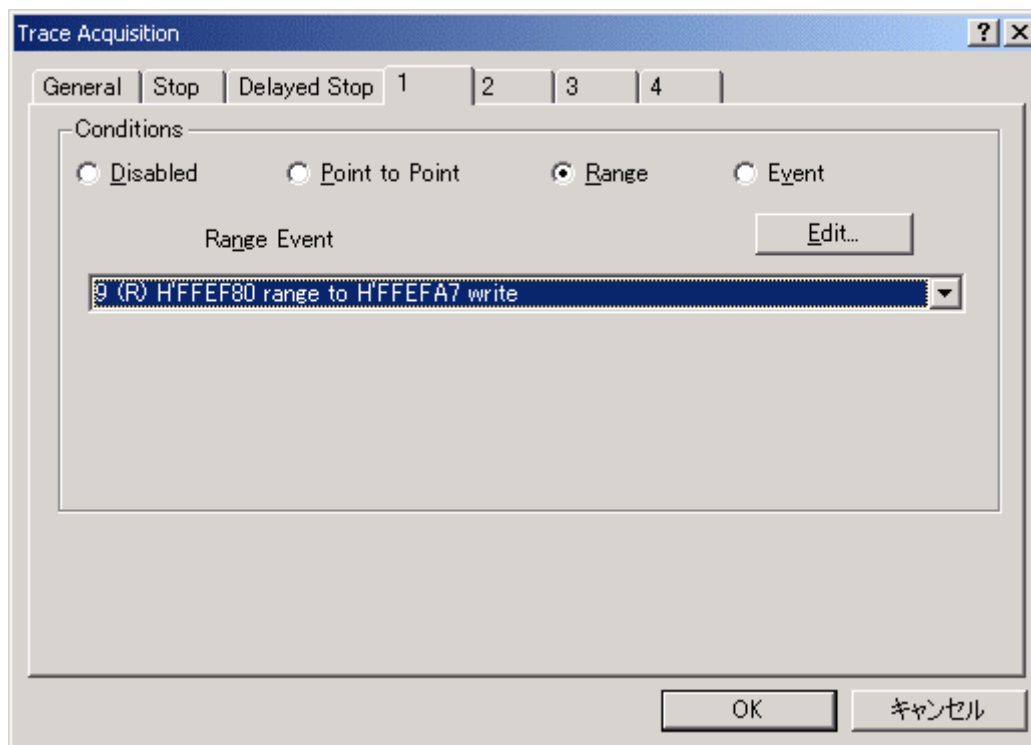 Trace Acquisition
General Stop Delayed Stop 1 2 3 4
Conditions
Disabled Point to Point Range Event
Range Event Edit...
9 (R) H'FFEF80 range to H'FFEFA7 write
OK キャンセル